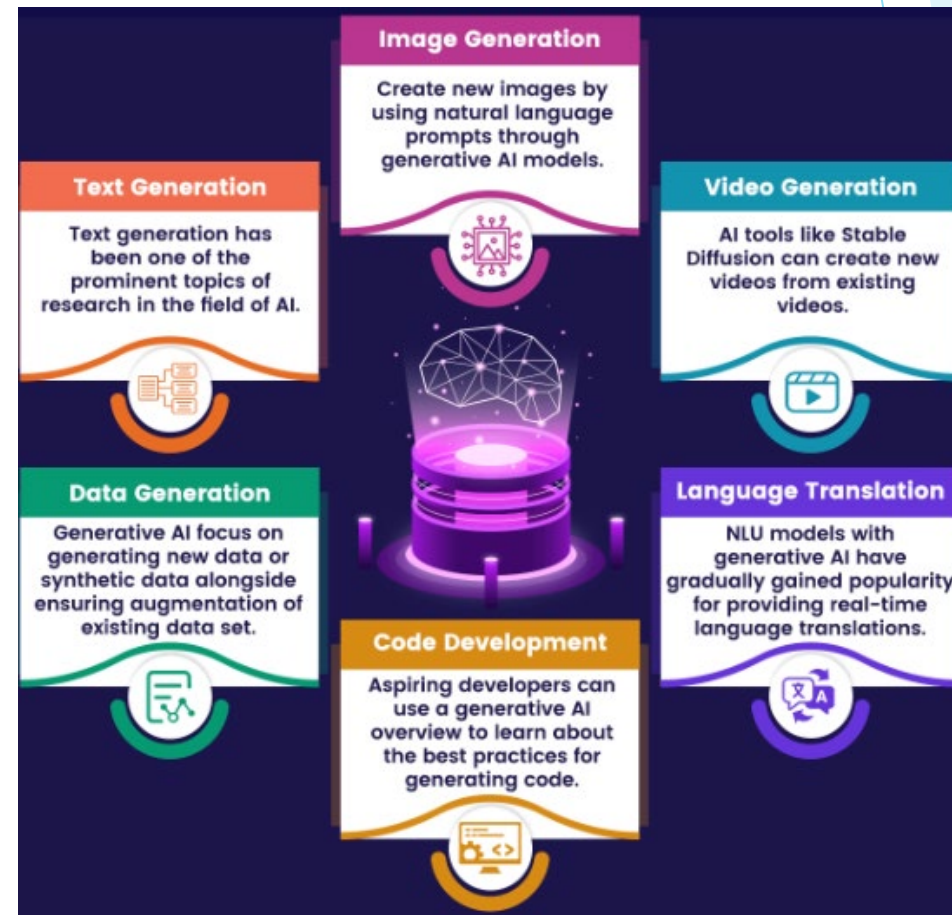 Image Generation
Create new images by
using natural language
prompts through
generative AI models.
Text Generation
Text generation has
been one of the
prominent topics of
research in the field of AI.
Video Generation
AI tools like Stable
Diffusion can create new
videos from existing
videos.
Data Generation
Generative AI focus on
generating new data or
synthetic data alongside
ensuring augmentation of
existing data set.
Language Translation
NLU models with
generative AI have
gradually gained popularity
for providing real-time
language translations.
文 A
Code Development
Aspiring developers can
use a generative AI
overview to learn about
the best practices for
generating code.